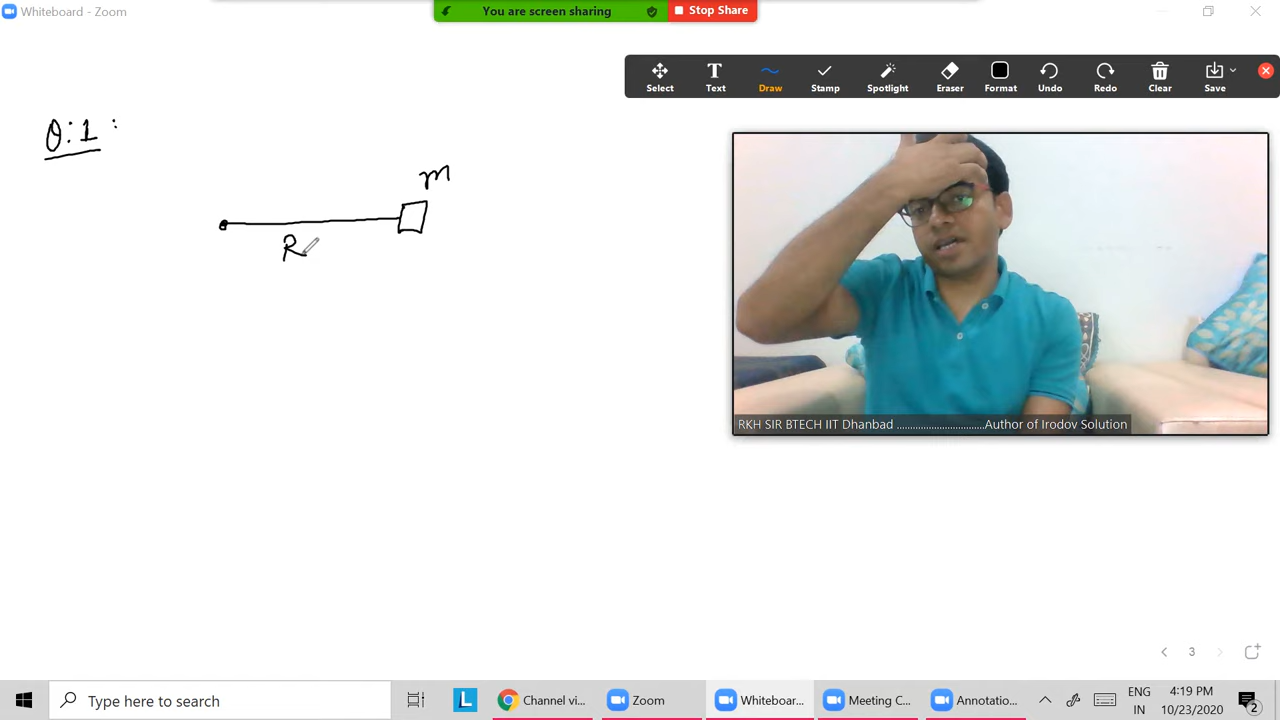 Whiteboard - Zoom
You are screen sharing
Stop Share
Select Text Draw Stamp Spotlight Eraser Format Undo Redo Clear Save
Q:1:
m
R
RKH SIR BTECH IIT Dhanbad .................................Author of Irodov Solution
3
Type here to search
L
Channel vi...
Zoom
Whiteboar...
Meeting C...
Annotatio...
ENG
IN
4:19 PM
10/23/2020
2